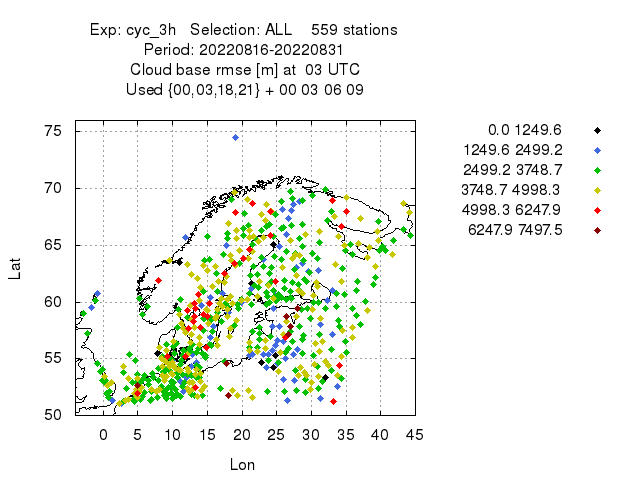 Exp: cyc_3h   Selection: ALL    559 stations
Period: 20220816-20220831
Cloud base rmse [m] at  03 UTC
Used {00,03,18,21} + 00 03 06 09
0.0 1249.6
1249.6 2499.2
2499.2 3748.7
3748.7 4998.3
4998.3 6247.9
6247.9 7497.5
75
70
65
60
55
50
Lat
0 5 10 15 20 25 30 35 40 45
Lon